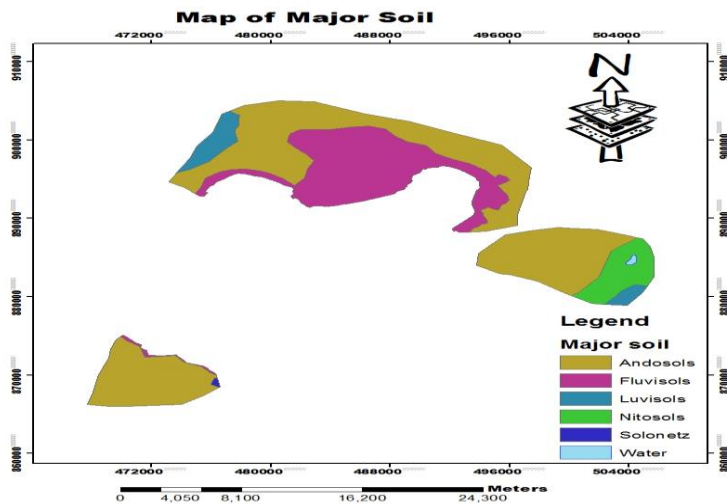 Map of Major Soil
472000 480000 488000 496000 504000
910000 910000
N
900000 900000
890000 890000
880000 880000
Legend
Major soil
Andosols
870000 870000
Fluvisols
Luvisols
Nitosols
Solonetz
860000 860000
Water
472000 480000 488000 496000 504000
Meters
0 4,050 8,100 16,200 24,300